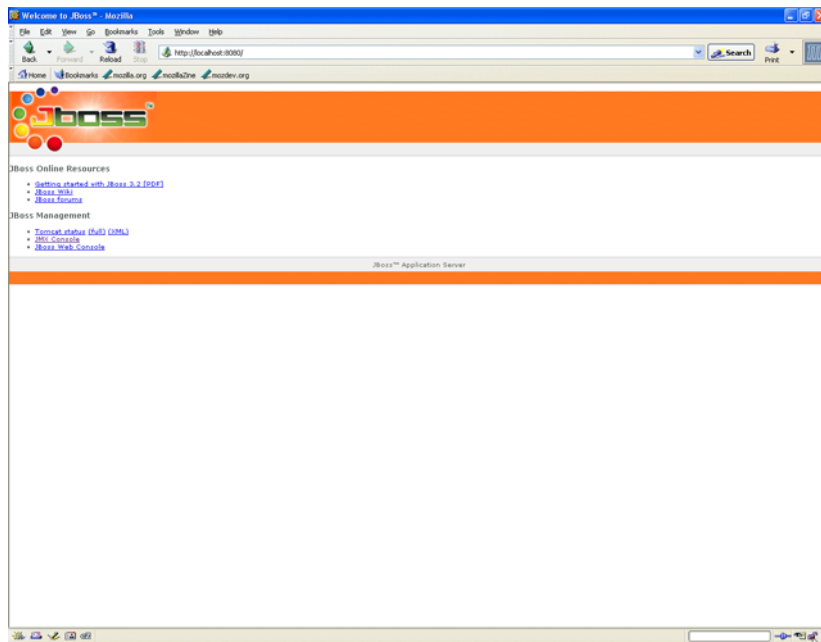 Welcome to JBoss™ - Mozilla
File Edit View Go Bookmarks Tools Window Help
Back Forward Reload Stop http://localhost:8080/ Search Print
Home Bookmarks mozilla.org mozillaZine mozdev.org
Jboss™
JBoss Online Resources
Getting started with JBoss 3.2 [PDF]
JBoss Wiki
JBoss forums
JBoss Management
Tomcat status (full) (XML)
JMX Console
JBoss Web Console
JBoss™ Application Server